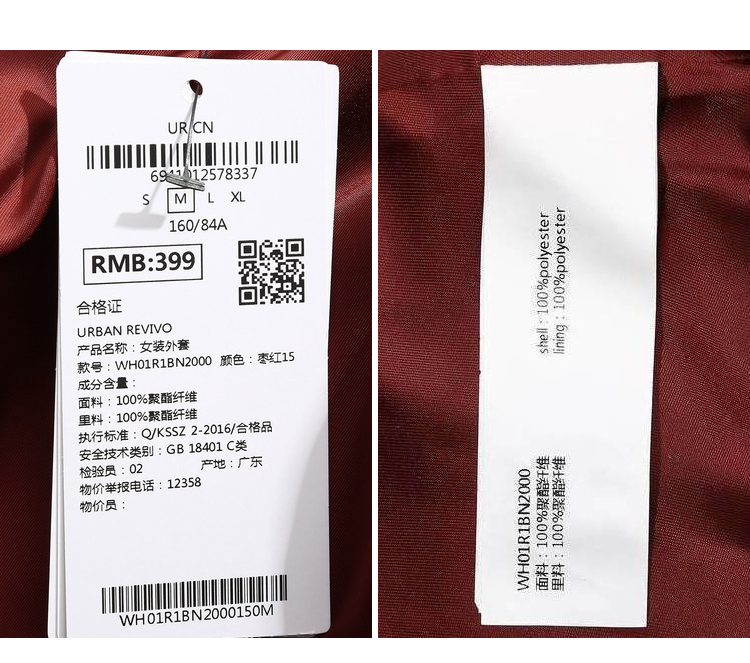 UR CN
6941012578337
S M L XL
160/84A
RMB:399
合格证
URBAN REVIVO
产品名称：女装外套
款号：WH01R1BN2000 颜色：枣红15
成分含量：
面料：100%聚酯纤维
里料：100%聚酯纤维
执行标准：Q/KSSZ 2-2016/合格品
安全技术类别：GB 18401 C类
检验员：02 产地：广东
物价举报电话：12358
物价员：
WH01R1BN2000150M
shell：100%polyester
lining：100%polyester
WH01R1BN2000
面料：100%聚酯纤维
里料：100%聚酯纤维